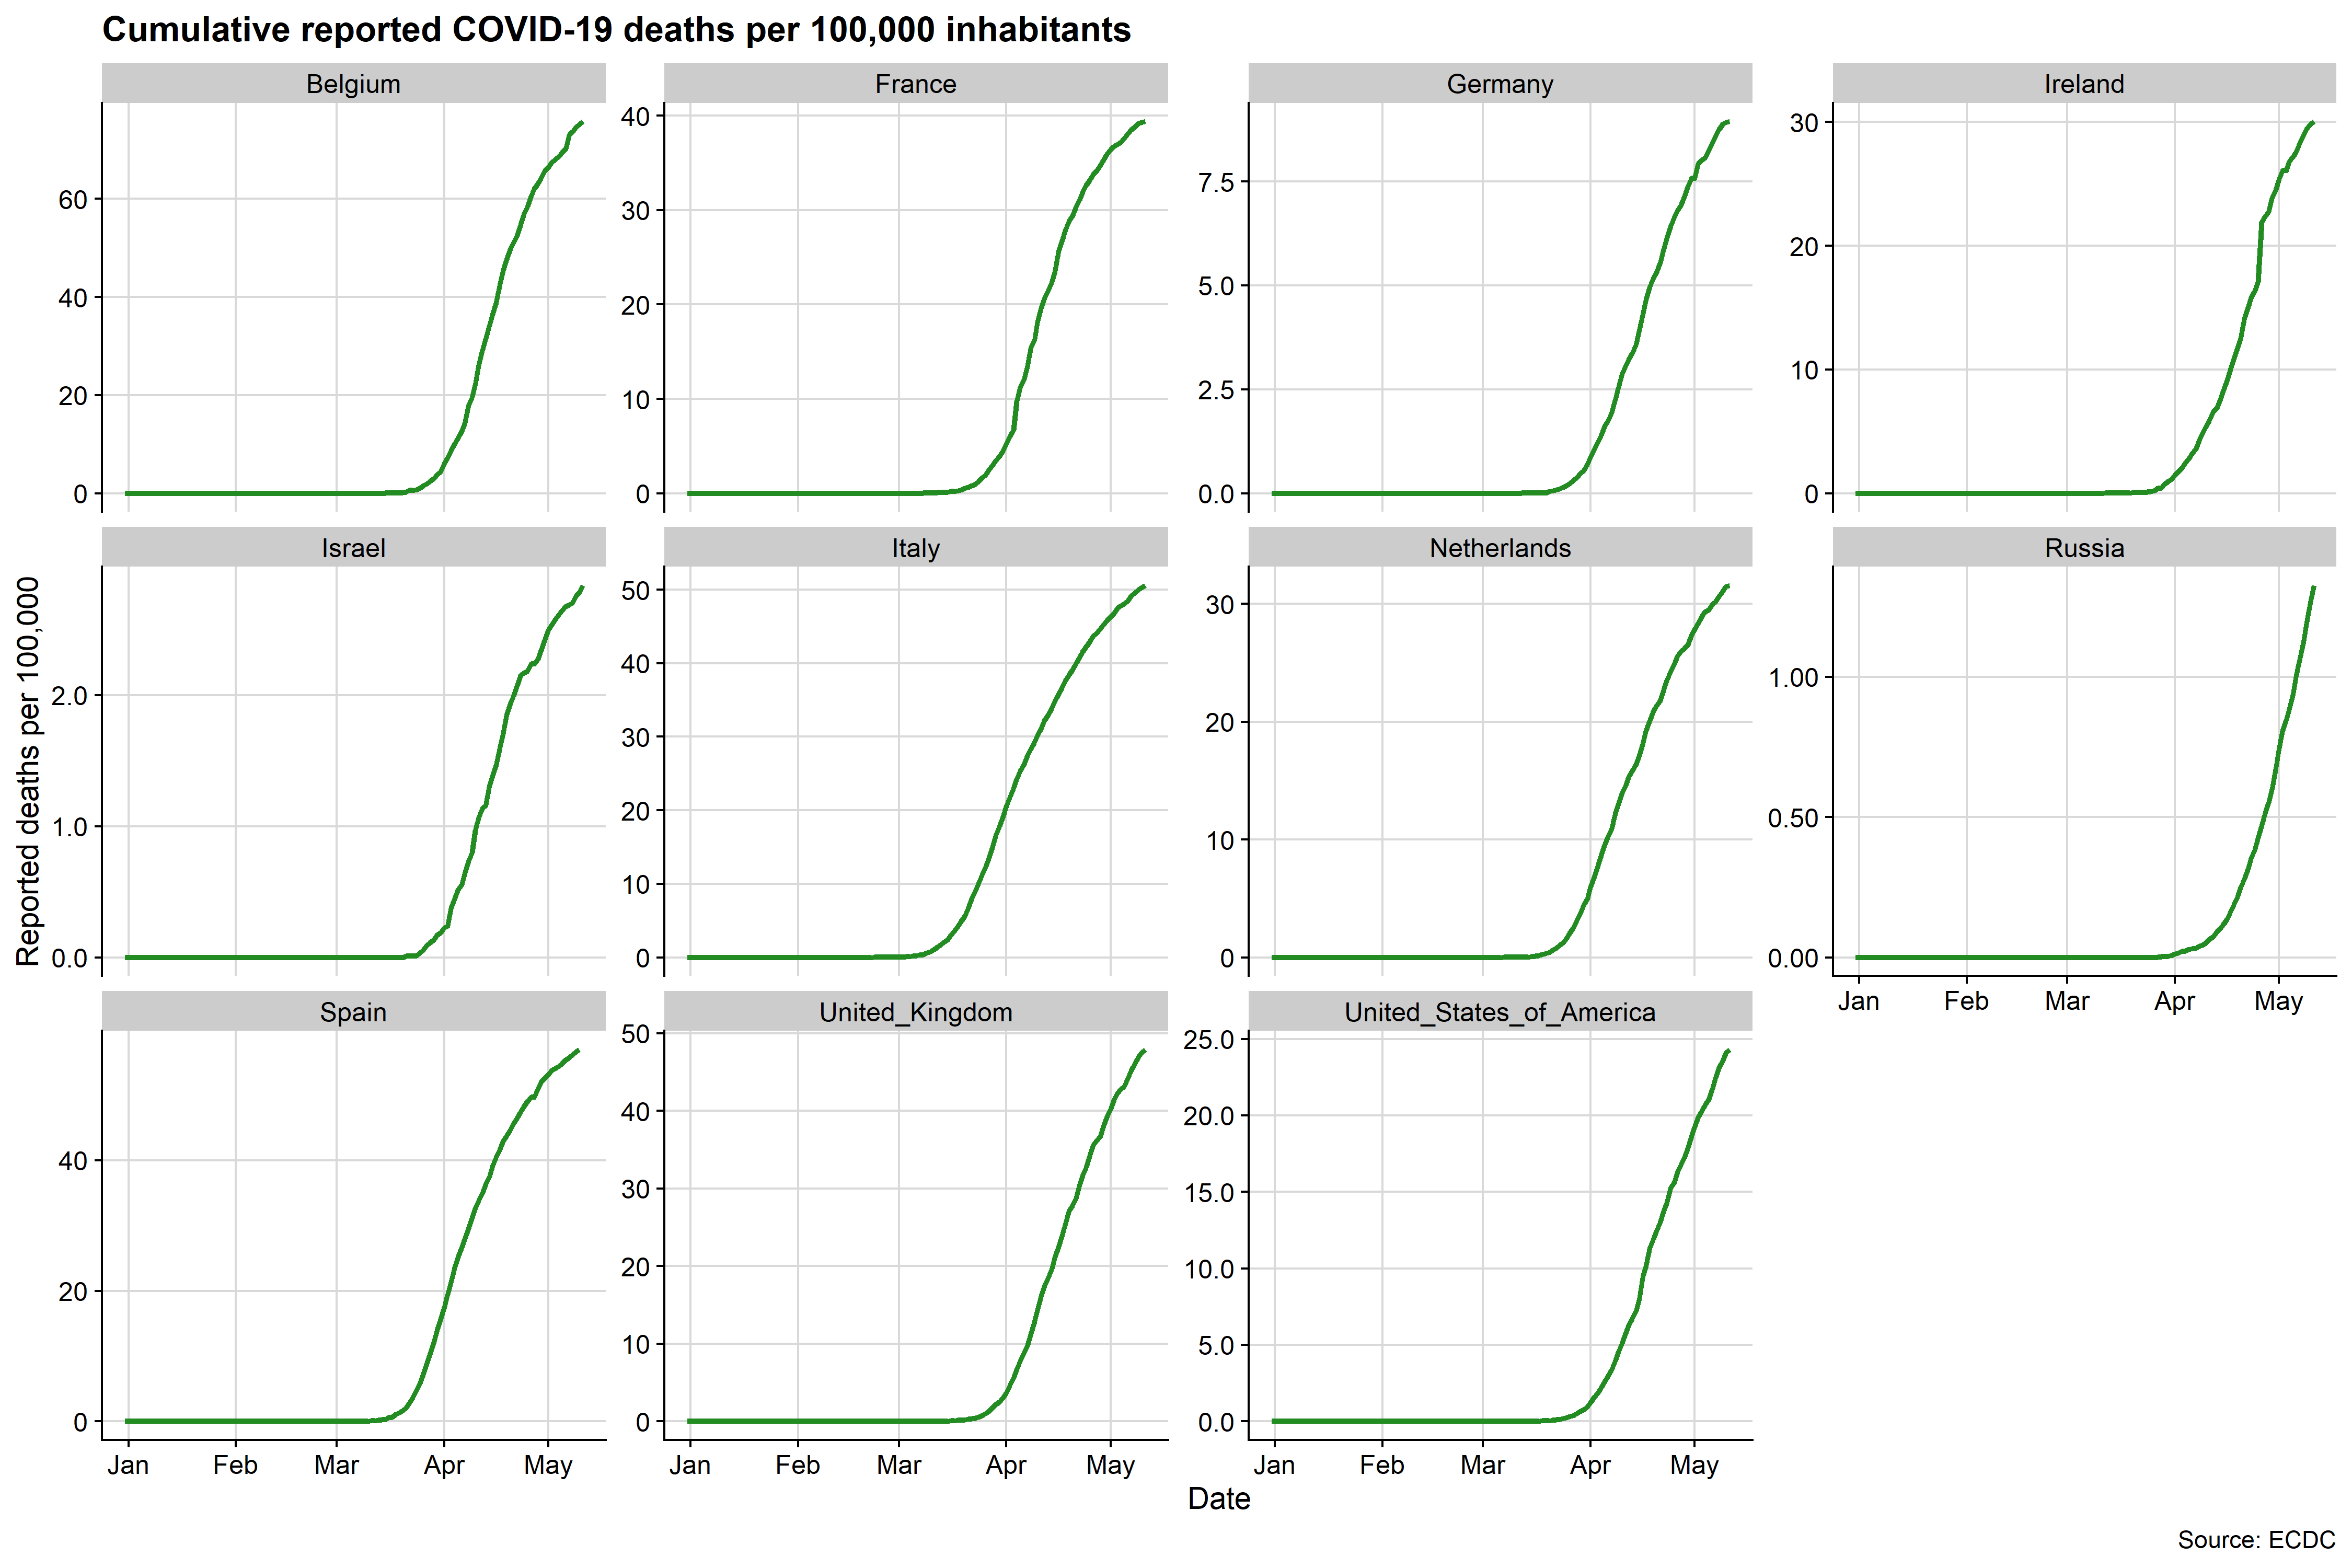 Cumulative reported COVID-19 deaths per 100,000 inhabitants
Belgium
France
Germany
Ireland
60
40
20
0
40
30
20
10
0
7.5
5.0
2.5
0.0
30
20
10
0
Israel
Italy
Netherlands
Russia
Reported deaths per 100,000
2.0
1.0
0.0
50
40
30
20
10
0
30
20
10
0
1.00
0.50
0.00
Jan Feb Mar Apr May
Spain
United_Kingdom
United_States_of_America
40
20
0
50
40
30
20
10
0
25.0
20.0
15.0
10.0
5.0
0.0
Jan Feb Mar Apr May
Jan Feb Mar Apr May
Jan Feb Mar Apr May
Date
Source: ECDC